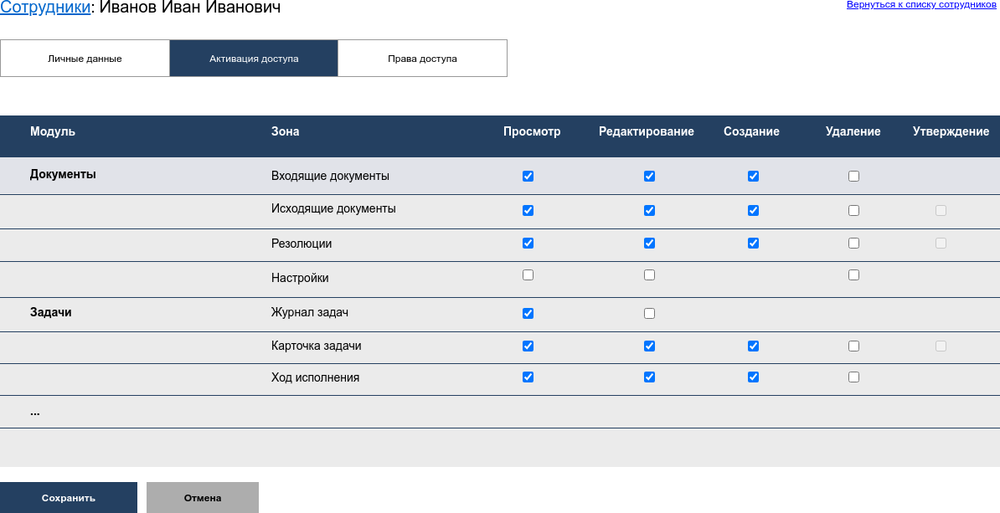 Сотрудники: Иванов Иван Иванович
Вернуться к списку сотрудников
Личные данные Активация доступа Права доступа
Модуль Зона Просмотр Редактирование Создание Удаление Утверждение
Документы Входящие документы
Исходящие документы
Резолюции
Настройки
Задачи Журнал задач
Карточка задачи
Ход исполнения
...
Сохранить Отмена